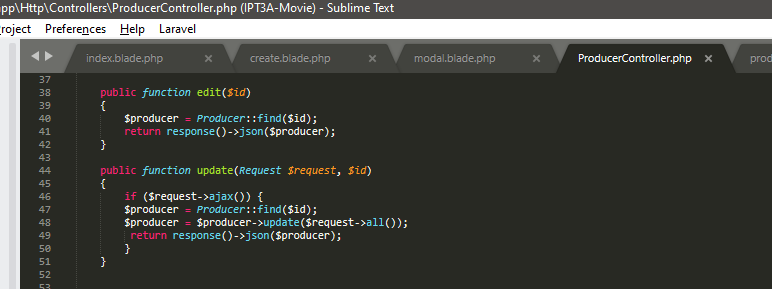 app\Http\Controllers\ProducerController.php (IPT3A-Movie) - Sublime Text
roject Preferences Help Laravel
index.blade.php × create.blade.php × modal.blade.php × ProducerController.php × prod
37
38 public function edit($id)
39 {
40 $producer = Producer::find($id);
41 return response()->json($producer);
42 }
43
44 public function update(Request $request, $id)
45 {
46 if ($request->ajax()) {
47 $producer = Producer::find($id);
48 $producer = $producer->update($request->all());
49 return response()->json($producer);
50 }
51 }
52
53